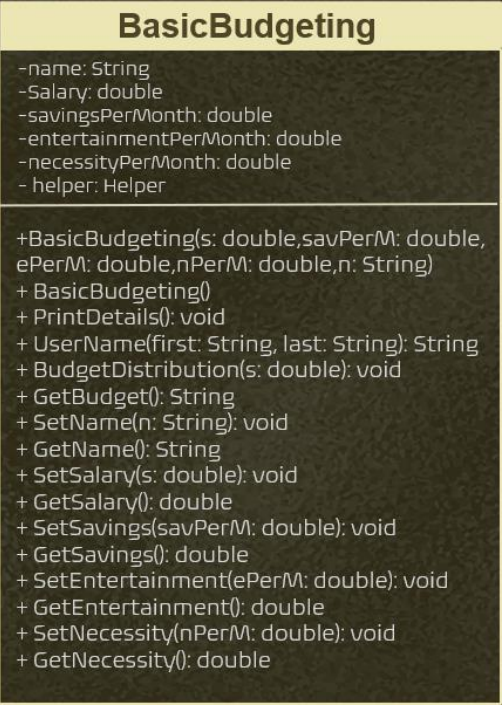 BasicBudgeting
-name: String
-Salary: double
-savingsPerMonth: double
-entertainmentPerMonth: double
-necessityPerMonth: double
- helper: Helper
+BasicBudgeting(s: double,savPerM: double,
ePerM: double,nPerM: double,n: String)
+ BasicBudgeting()
+ PrintDetails(): void
+ UserName(first: String, last: String): String
+ BudgetDistribution(s: double): void
+ GetBudget(): String
+ SetName(n: String): void
+ GetName(): String
+ SetSalary(s: double): void
+ GetSalary(): double
+ SetSavings(savPerM: double): void
+ GetSavings(): double
+ SetEntertainment(ePerM: double): void
+ GetEntertainment(): double
+ SetNecessity(nPerM: double): void
+ GetNecessity(): double